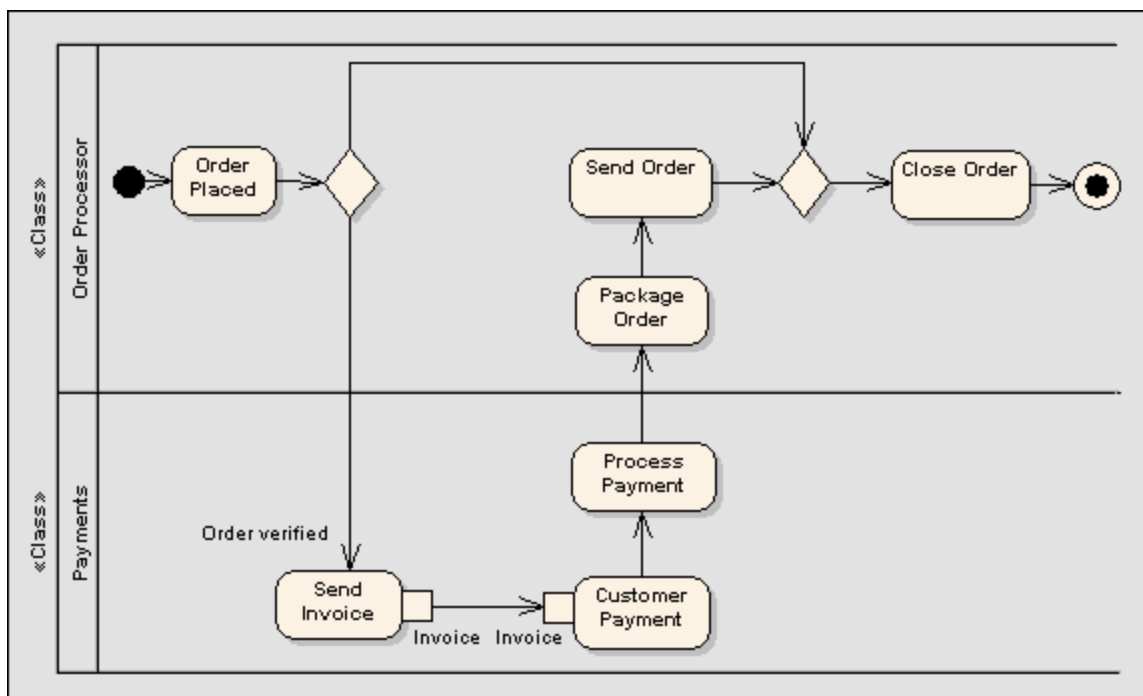 «Class»
Order Processor
Order
Placed
Send Order
Close Order
Package
Order
«Class»
Payments
Process
Payment
Order verified
Send
Invoice
Invoice
Invoice
Customer
Payment